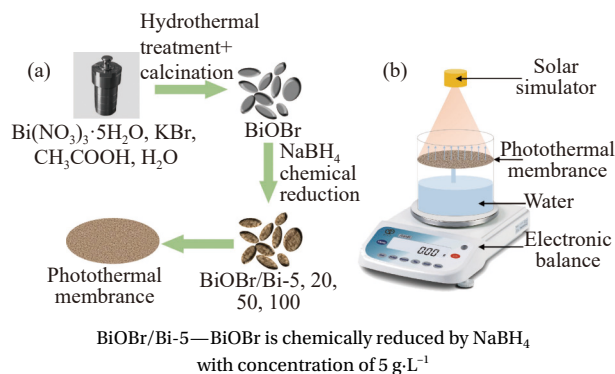 Hydrothermal
treatment+
calcination
(a)
Bi(NO₃)₃·5H₂O, KBr,
CH₃COOH, H₂O
BiOBr
NaBH₄
chemical
reduction
BiOBr/Bi-5, 20,
50, 100
Photothermal
membrance
(b)
Solar
simulator
Photothermal
membrance
Water
Electronic
balance
0.00
BiOBr/Bi-5—BiOBr is chemically reduced by NaBH₄
with concentration of 5 g·L⁻¹